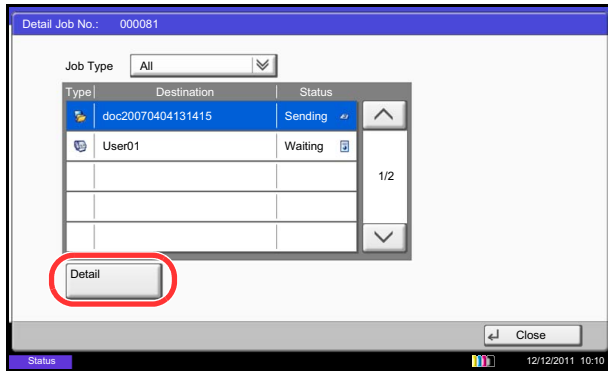 Detail Job No.: 000081
Job Type All
Type Destination Status
doc20070404131415 Sending
User01 Waiting
1/2
Detail
Close
Status 12/12/2011 10:10